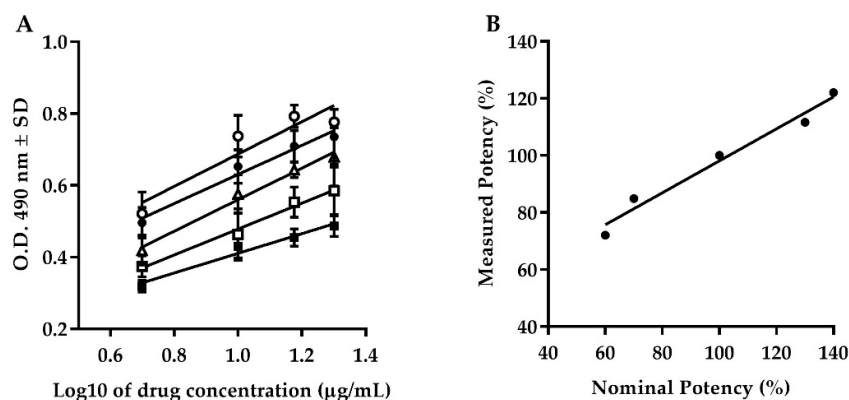 A
O.D. 490 nm ± SD
1.0
0.8
0.6
0.4
0.2
0.6 0.8 1.0 1.2 1.4
Log10 of drug concentration (µg/mL)
B
Measured Potency (%)
140
120
100
80
60
40
40 60 80 100 120 140
Nominal Potency (%)